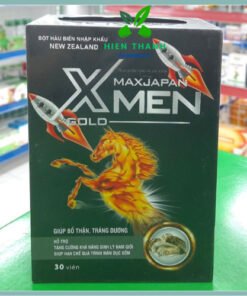 HIEN THANH
BỘT HÀU BIỂN NHẬP KHẨU
NEW ZEALAND
MAXJAPAN
XMEN
GOLD
GIÚP BỔ THẬN, TRÁNG DƯƠNG
HỖ TRỢ
TĂNG CƯỜNG KHẢ NĂNG SINH LÝ NAM GIỚI
GIÚP HẠN CHẾ QUÁ TRÌNH MÃN DỤC SỚM
30 viên